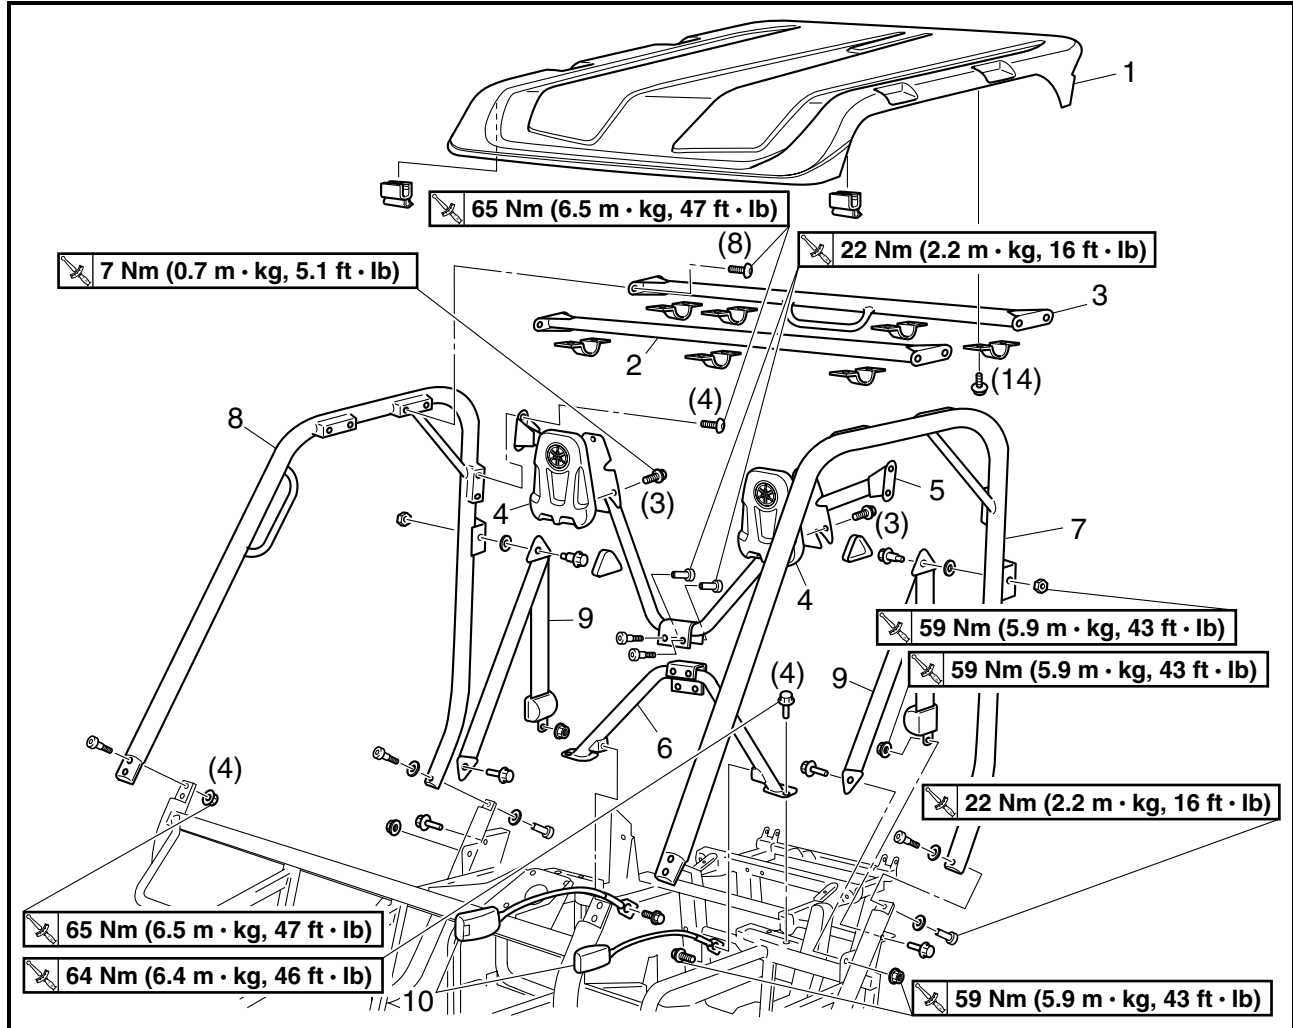 1
65 Nm (6.5 m · kg, 47 ft · lb)
(8)
22 Nm (2.2 m · kg, 16 ft · lb)
7 Nm (0.7 m · kg, 5.1 ft · lb)
3
2
(14)
8
(4)
5
4
(3)
(3)
7
4
9
59 Nm (5.9 m · kg, 43 ft · lb)
59 Nm (5.9 m · kg, 43 ft · lb)
(4)
9
6
(4)
22 Nm (2.2 m · kg, 16 ft · lb)
65 Nm (6.5 m · kg, 47 ft · lb)
64 Nm (6.4 m · kg, 46 ft · lb)
10
59 Nm (5.9 m · kg, 43 ft · lb)